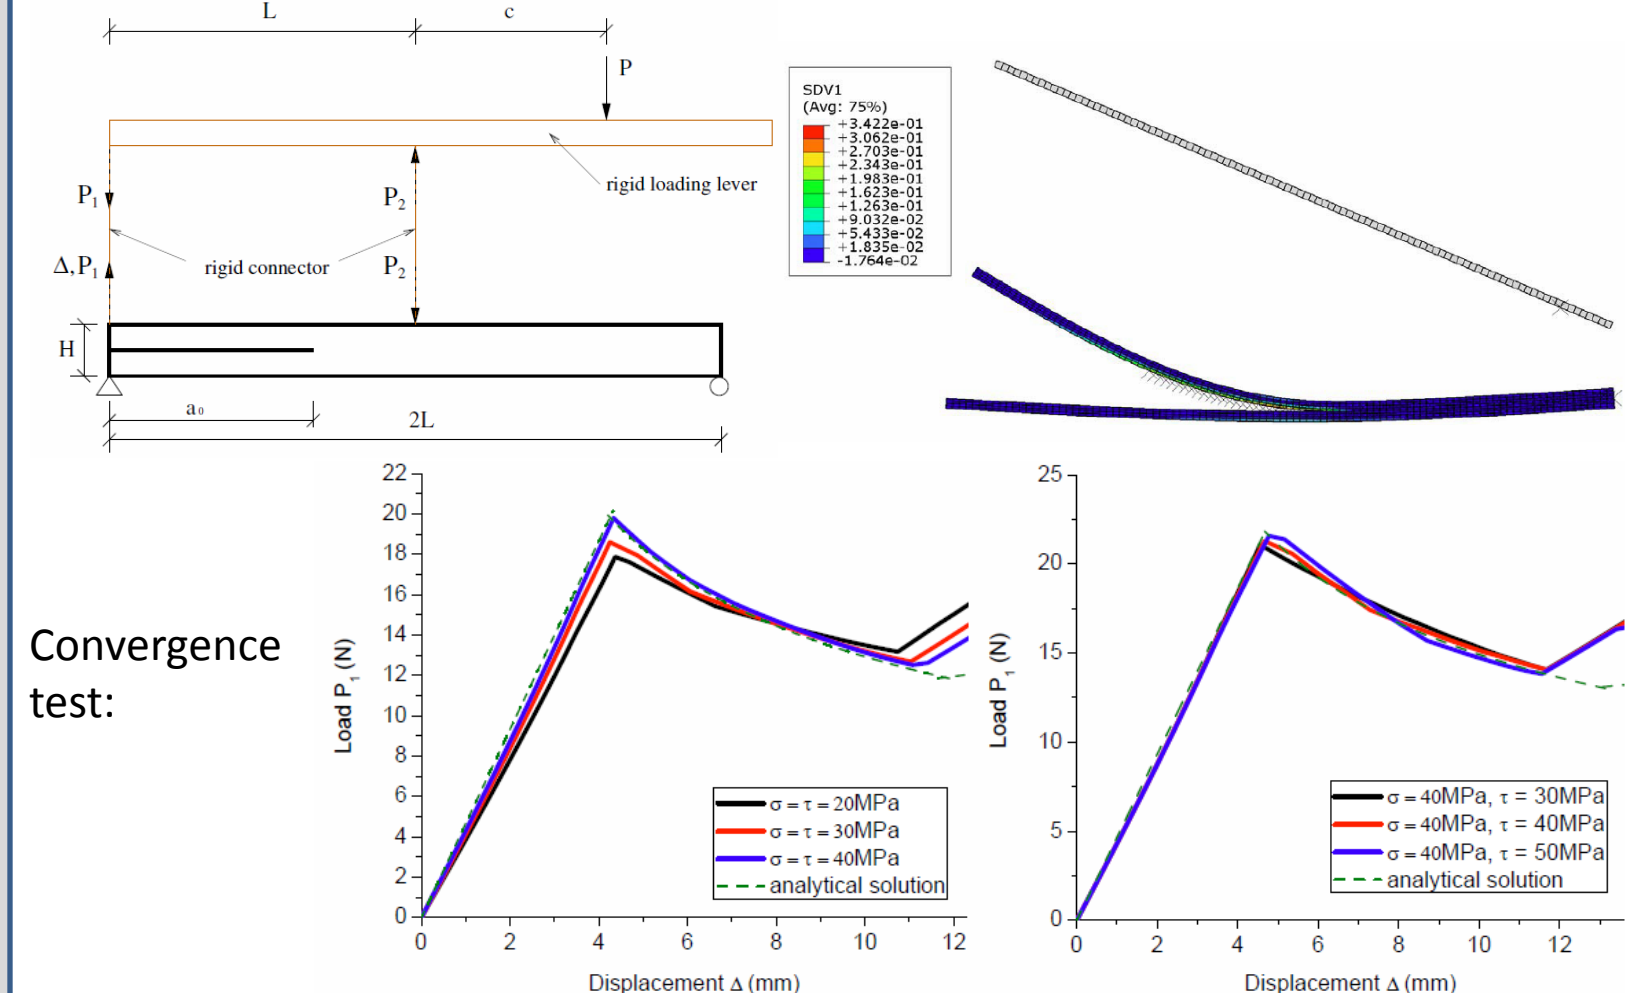 L
c
P
rigid loading lever
P1
P2
rigid connector
Δ,P1
P2
H
a0
2L
SDV1
(Avg: 75%)
+3.422e-01
+3.062e-01
+2.703e-01
+2.343e-01
+1.983e-01
+1.623e-01
+1.263e-01
+9.032e-02
+5.433e-02
+1.835e-02
-1.764e-02
Convergence
test:
22
20
18
16
14
12
10
8
6
4
2
0
Load P1 (N)
σ = τ = 20MPa
σ = τ = 30MPa
σ = τ = 40MPa
analytical solution
0 2 4 6 8 10 12
Displacement Δ (mm)
25
20
15
10
5
0
Load P1 (N)
σ = 40MPa, τ = 30MPa
σ = 40MPa, τ = 40MPa
σ = 40MPa, τ = 50MPa
analytical solution
0 2 4 6 8 10 12
Displacement Δ (mm)